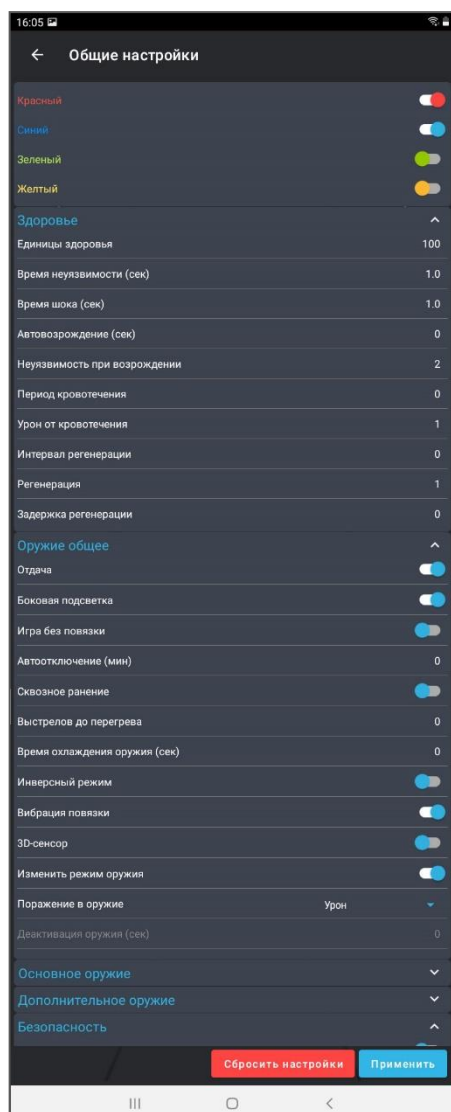 16:05
Общие настройки
Красный
Синий
Зеленый
Желтый
Здоровье
Единицы здоровья 100
Время неуязвимости (сек) 1.0
Время шока (сек) 1.0
Автовозрождение (сек) 0
Неуязвимость при возрождении 2
Период кровотечения 0
Урон от кровотечения 1
Интервал регенерации 0
Регенерация 1
Задержка регенерации 0
Оружие общее
Отдача
Боковая подсветка
Игра без повязки
Автоотключение (мин) 0
Сквозное ранение
Выстрелов до перегрева 0
Время охлаждения оружия (сек) 0
Инверсный режим
Вибрация повязки
3D-сенсор
Изменить режим оружия
Поражение в оружие Урон
Деактивация оружия (сек) 0
Основное оружие
Дополнительное оружие
Безопасность
Сбросить настройки Применить